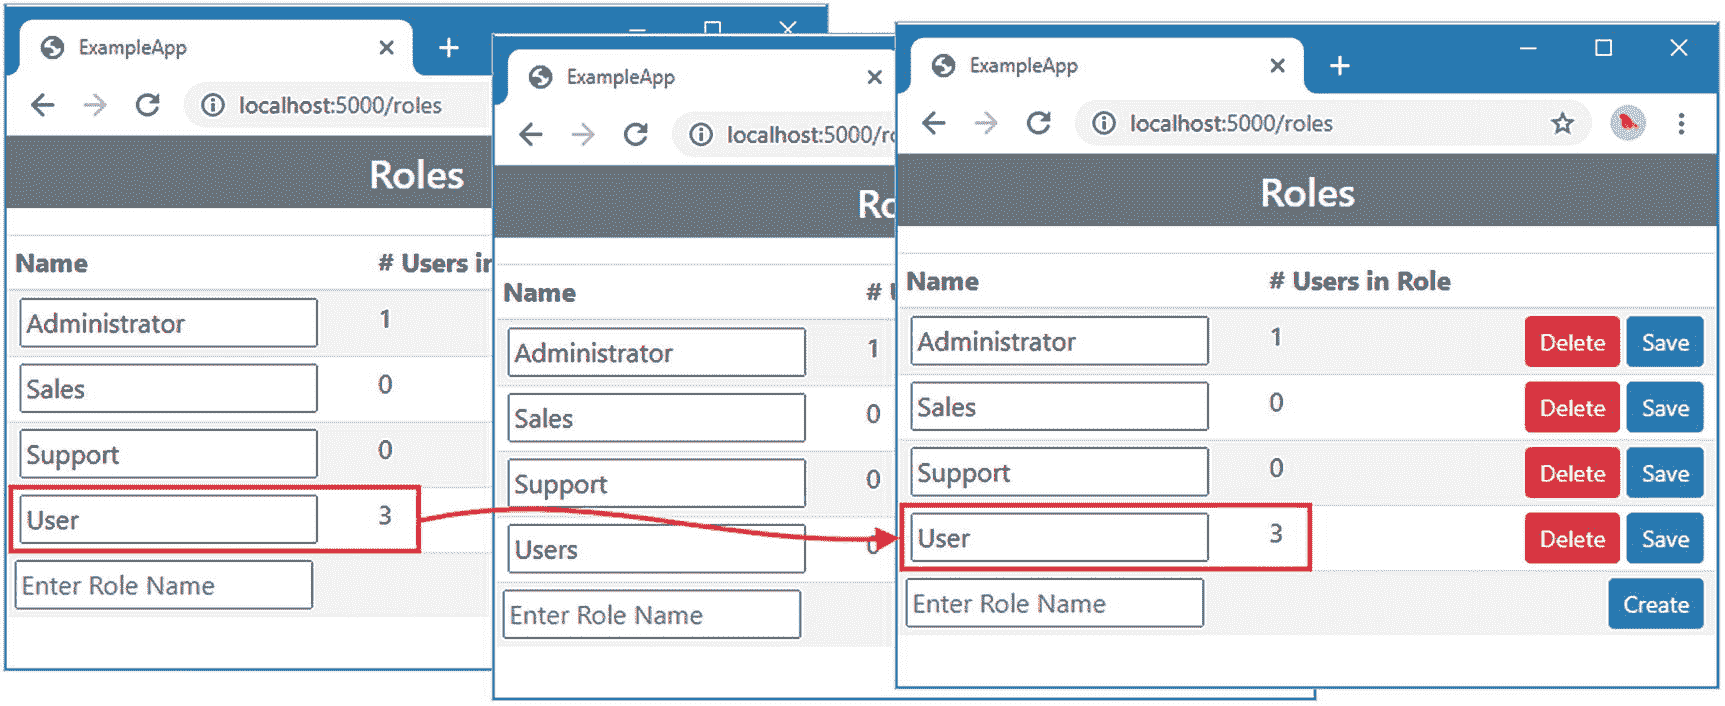 ExampleApp
localhost:5000/roles
Roles
Name # Users in
Administrator 1
Sales 0
Support 0
User 3
Enter Role Name
ExampleApp
localhost:5000/ro
Ro
Name #
Administrator 1
Sales 0
Support 0
Users 0
Enter Role Name
ExampleApp
localhost:5000/roles
Roles
Name # Users in Role
Administrator 1 Delete Save
Sales 0 Delete Save
Support 0 Delete Save
User 3 Delete Save
Enter Role Name Create